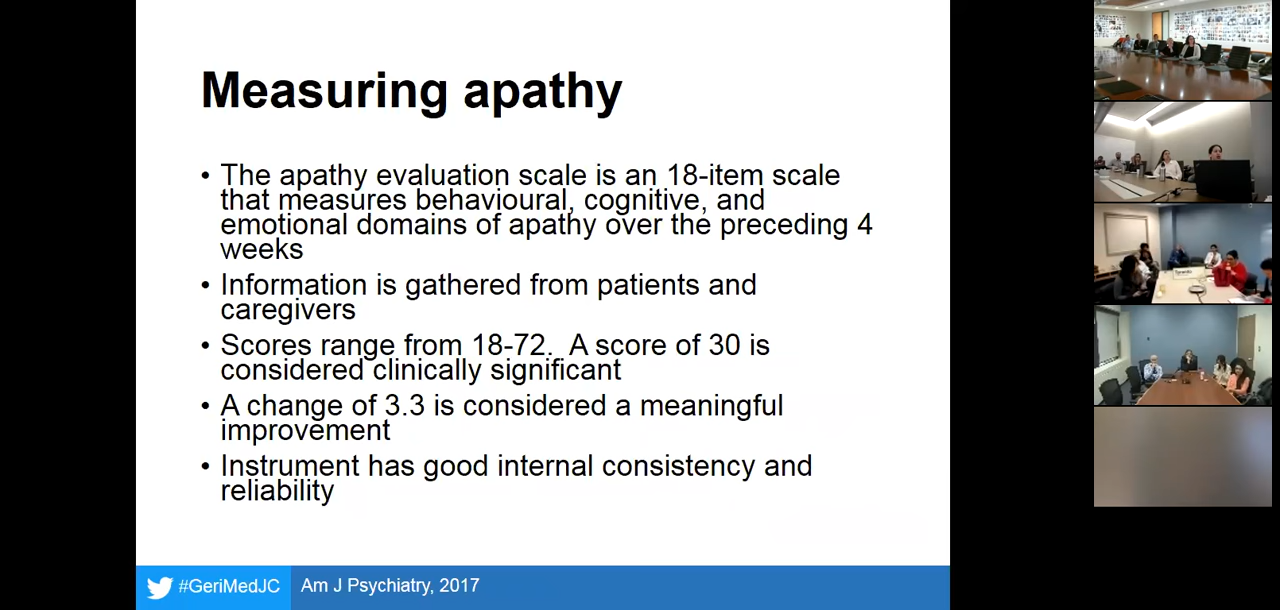 Measuring apathy
• The apathy evaluation scale is an 18-item scale
that measures behavioural, cognitive, and
emotional domains of apathy over the preceding 4
weeks
• Information is gathered from patients and
caregivers
• Scores range from 18-72.  A score of 30 is
considered clinically significant
• A change of 3.3 is considered a meaningful
improvement
• Instrument has good internal consistency and
reliability
#GeriMedJC
Am J Psychiatry, 2017